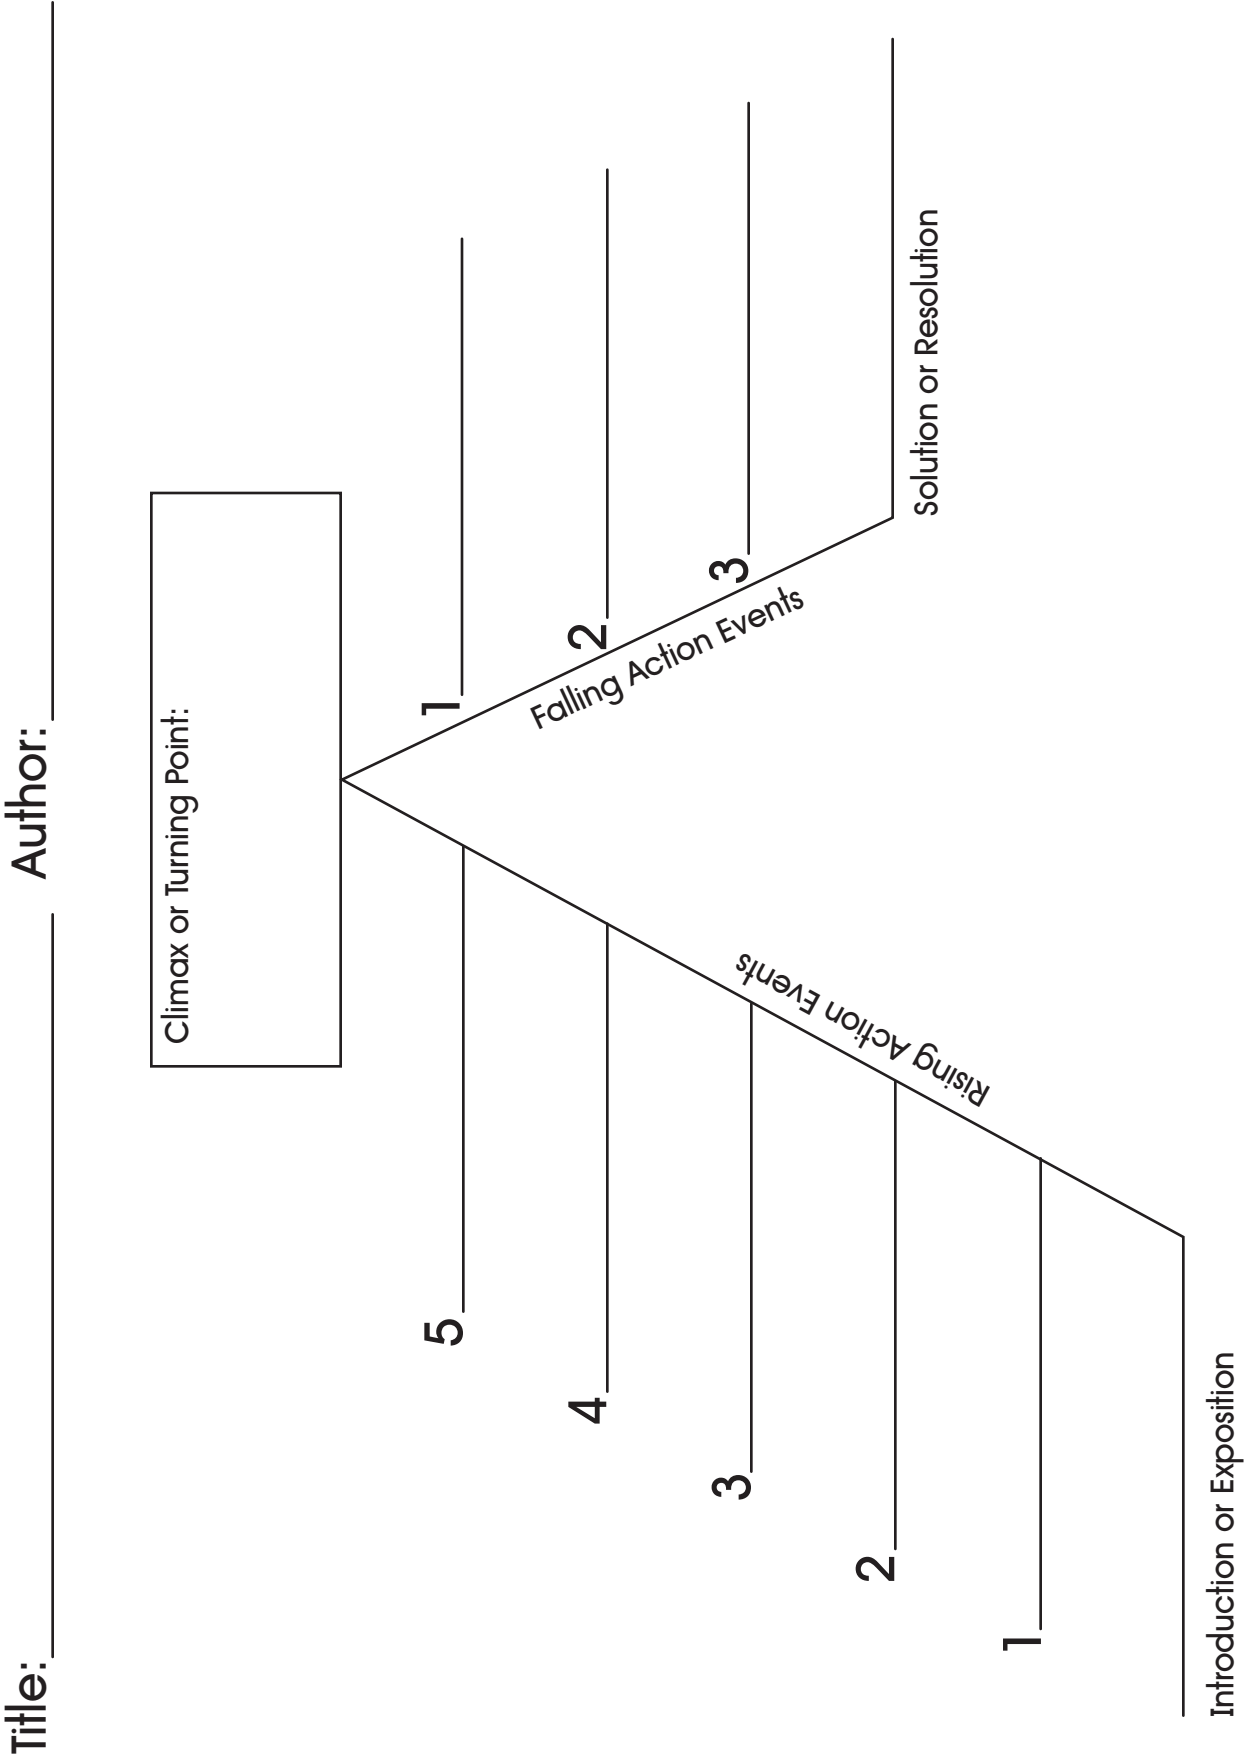 Title: Author:
Climax or Turning Point:
5
4
3
2
1
Rising Action Events
Introduction or Exposition
1
2
3
Falling Action Events
Solution or Resolution